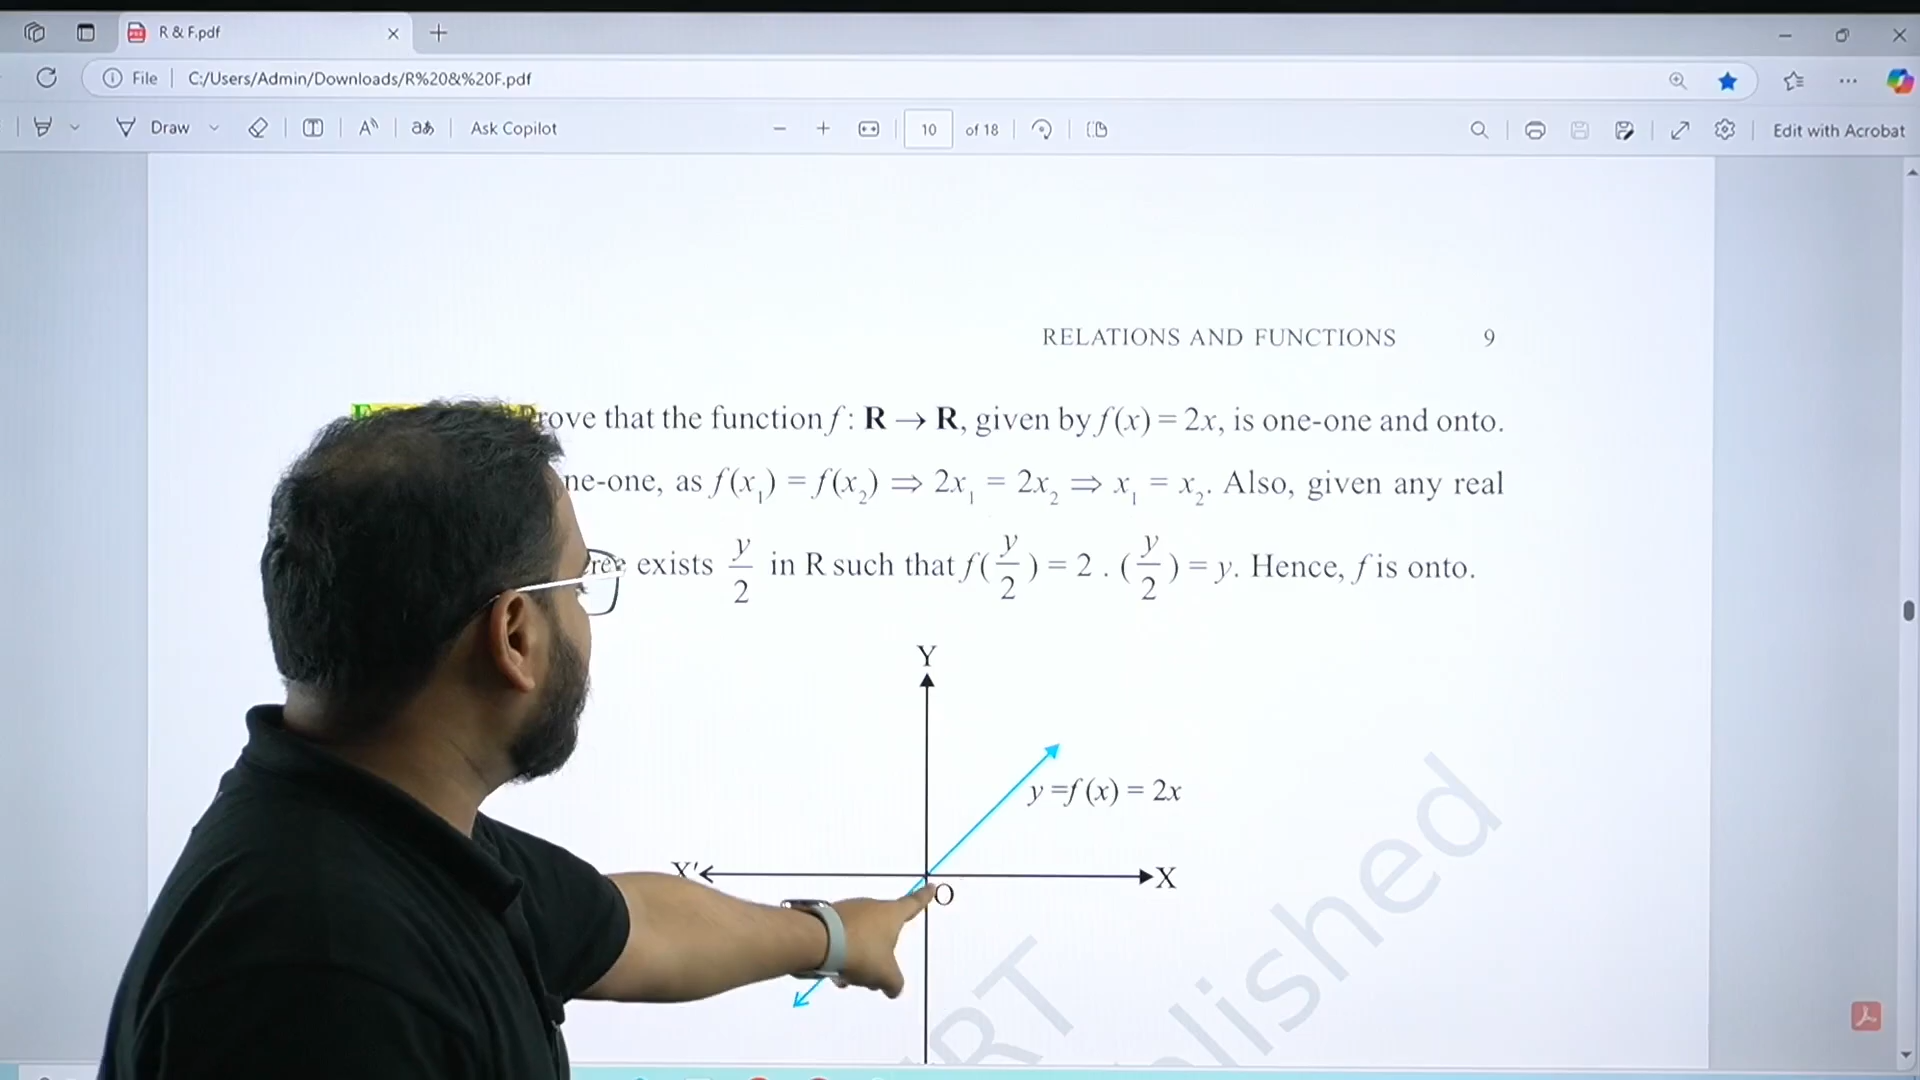 R & F.pdf
File C:/Users/Admin/Downloads/R%20&%20F.pdf
Draw aあ Ask Copilot 10 of 18 Edit with Acrobat
RELATIONS AND FUNCTIONS 9
rove that the function f : R → R, given by f(x) = 2x, is one-one and onto.
ne-one, as f(x₁) = f(x₂) ⇒ 2x₁ = 2x₂ ⇒ x₁ = x₂. Also, given any real
exists y/2 in R such that f(y/2) = 2 . (y/2) = y. Hence, f is onto.
Y
y =f (x) = 2x
X′ X
O
lished